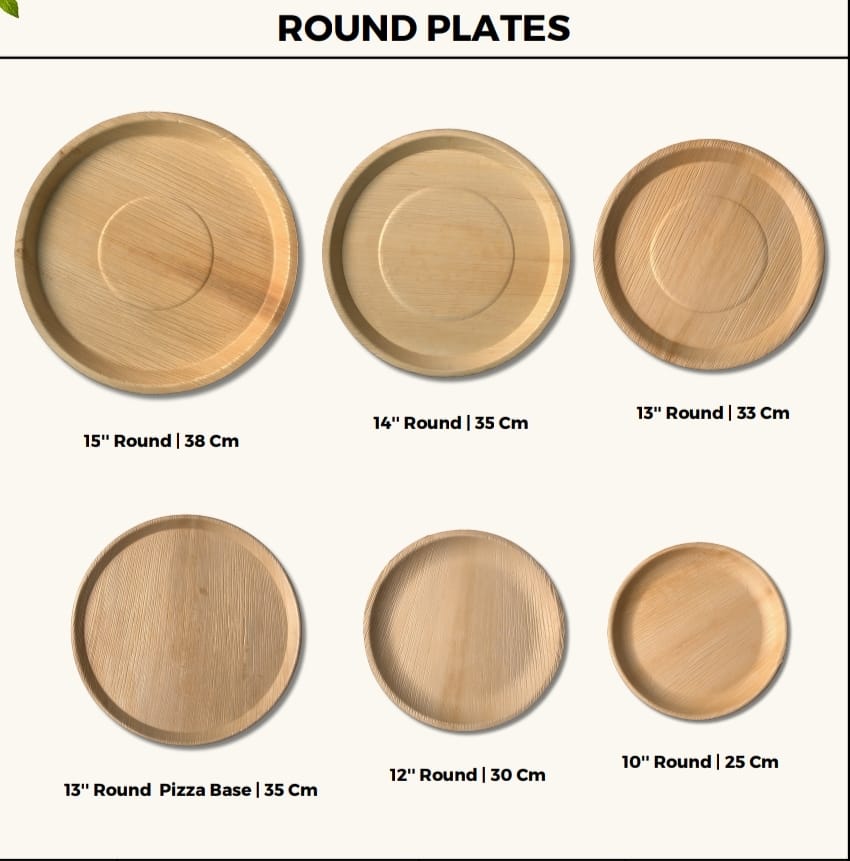 ROUND PLATES
15'' Round | 38 Cm
14'' Round | 35 Cm
13'' Round | 33 Cm
13'' Round  Pizza Base | 35 Cm
12'' Round | 30 Cm
10'' Round | 25 Cm